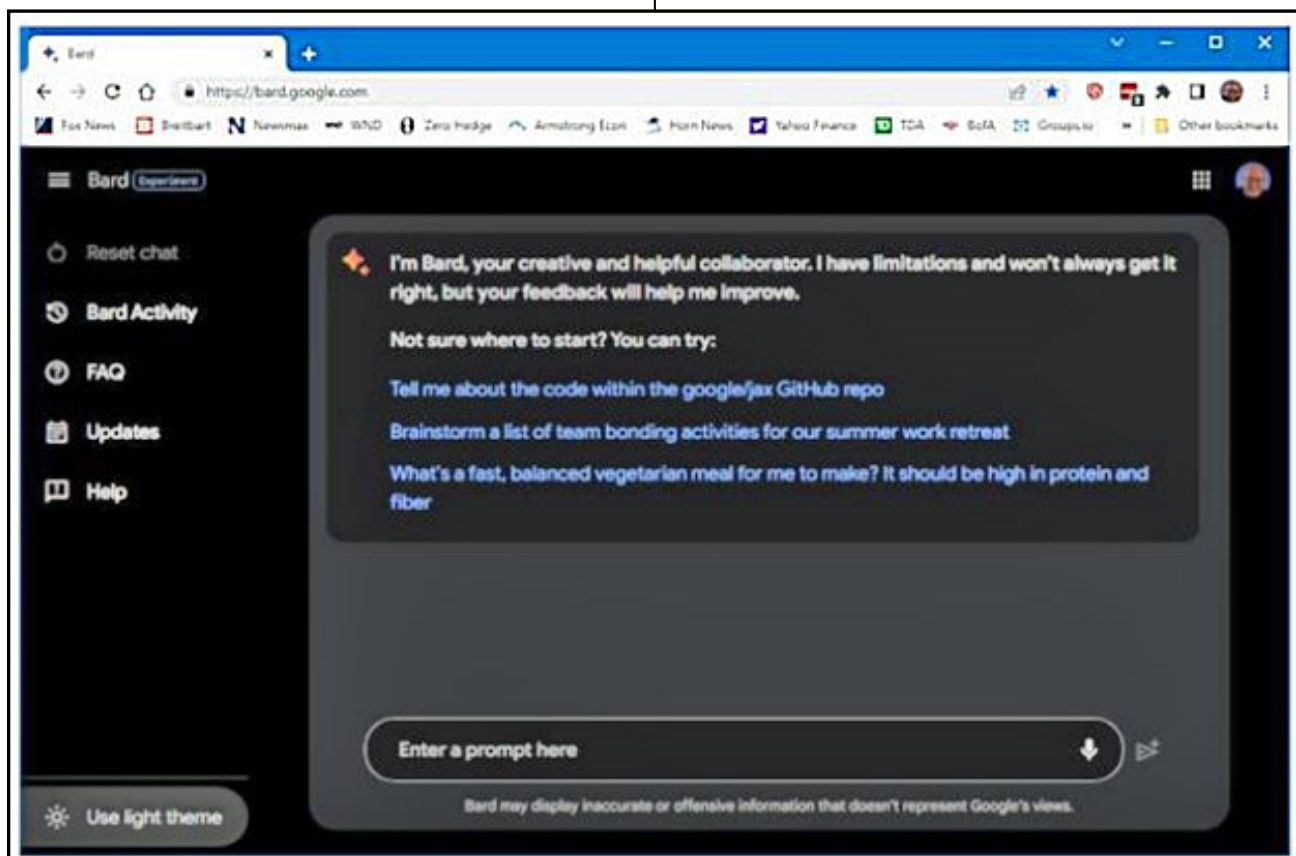 Bard
https://bard.google.com
Fox News Breitbart Newsmax WND Zero hedge Armstrong Econ Horn News Yahoo Finance TDA BofA Groups.io Other bookmarks
Bard Experiment
Reset chat
Bard Activity
FAQ
Updates
Help
I'm Bard, your creative and helpful collaborator. I have limitations and won't always get it
right, but your feedback will help me improve.
Not sure where to start? You can try:
Tell me about the code within the google/jax GitHub repo
Brainstorm a list of team bonding activities for our summer work retreat
What's a fast, balanced vegetarian meal for me to make? It should be high in protein and
fiber
Enter a prompt here
Bard may display inaccurate or offensive information that doesn't represent Google's views.
Use light theme